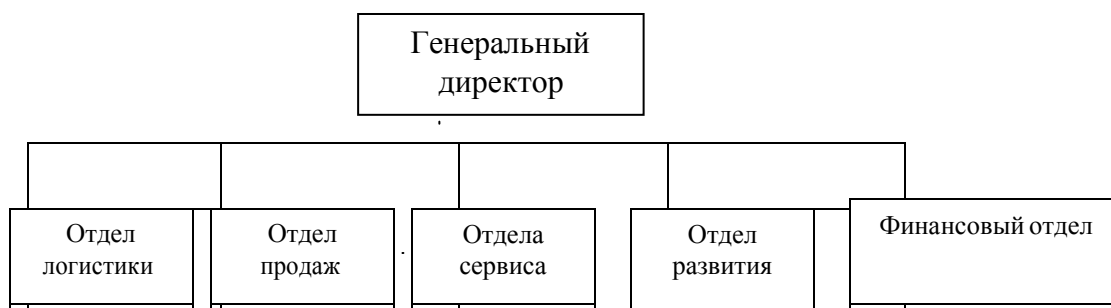 Генеральный
директор
Отдел
логистики
Отдел
продаж
Отдела
сервиса
Отдел
развития
Финансовый отдел